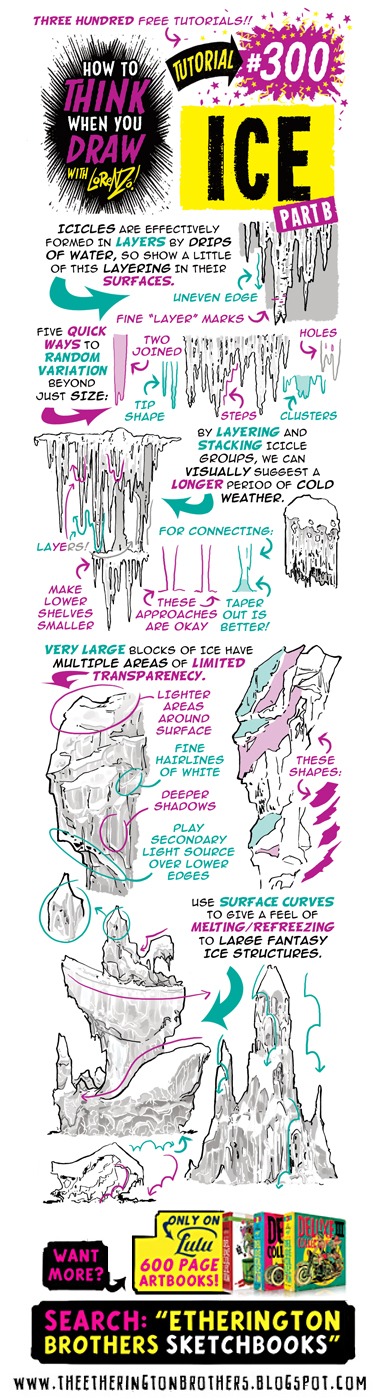 THREE HUNDRED FREE TUTORIALS!!
HOW TO
THINK
WHEN YOU
DRAW
WITH LORENZO!
TUTORIAL
#300
ICE
PART B
ICICLES ARE EFFECTIVELY
FORMED IN LAYERS BY DRIPS
OF WATER, SO SHOW A LITTLE
OF THIS LAYERING IN THEIR
SURFACES.
UNEVEN EDGE
FINE "LAYER" MARKS
FIVE QUICK
WAYS TO
RANDOM
VARIATION
BEYOND
JUST SIZE:
TWO
JOINED
TIP
SHAPE
STEPS
HOLES
CLUSTERS
BY LAYERING AND
STACKING ICICLE
GROUPS, WE CAN
VISUALLY SUGGEST A
LONGER PERIOD OF COLD
WEATHER.
LAYERS!
MAKE
LOWER
SHELVES
SMALLER
FOR CONNECTING:
THESE
APPROACHES
ARE OKAY
TAPER
OUT IS
BETTER!
VERY LARGE BLOCKS OF ICE HAVE
MULTIPLE AREAS OF LIMITED
TRANSPARENECY.
LIGHTER
AREAS
AROUND
SURFACE
FINE
HAIRLINES
OF WHITE
DEEPER
SHADOWS
PLAY
SECONDARY
LIGHT SOURCE
OVER LOWER
EDGES
THESE
SHAPES:
USE SURFACE CURVES
TO GIVE A FEEL OF
MELTING/REFREEZING
TO LARGE FANTASY
ICE STRUCTURES.
WANT
MORE?
ONLY ON
Lulu
600 PAGE
ARTBOOKS!
DELUXE III
SEARCH: "ETHERINGTON
BROTHERS SKETCHBOOKS"
WWW.THEETHERINGTONBROTHERS.BLOGSPOT.COM